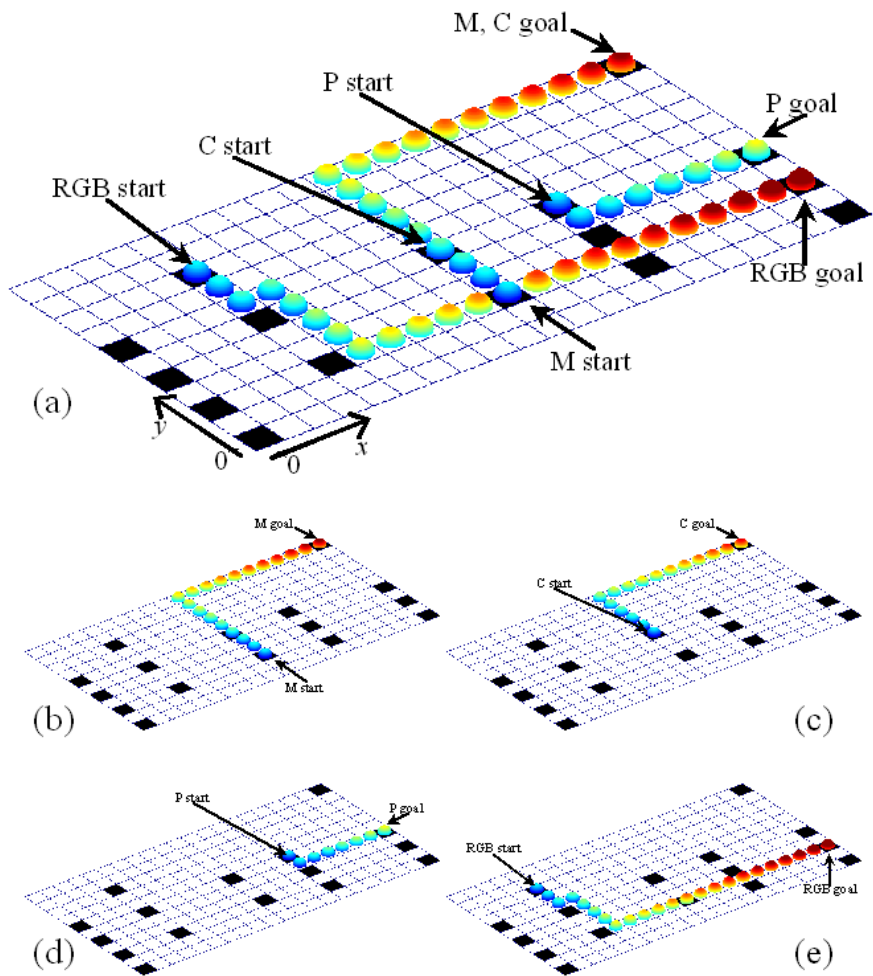 M, C goal
P start
P goal
C start
RGB start
RGB goal
M start
(a)
y
0
0
x
M goal
M start
(b)
C goal
C start
(c)
P start
P goal
(d)
RGB start
RGB goal
(e)